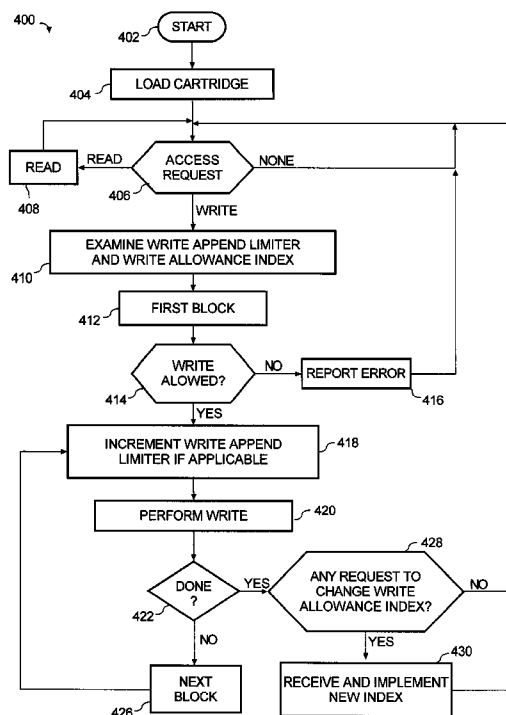 400
402
START
404
LOAD CARTRIDGE
READ
408
READ
ACCESS
REQUEST
406
NONE
WRITE
EXAMINE WRITE APPEND LIMITER
AND WRITE ALLOWANCE INDEX
410
412
FIRST BLOCK
WRITE
ALOWED?
414
NO
REPORT ERROR
416
YES
INCREMENT WRITE APPEND
LIMITER IF APPLICABLE
418
PERFORM WRITE
420
DONE
?
422
YES
428
ANY REQUEST TO
CHANGE WRITE
ALLOWANCE INDEX?
NO
NO
YES
430
NEXT
BLOCK
426
RECEIVE AND IMPLEMENT
NEW INDEX